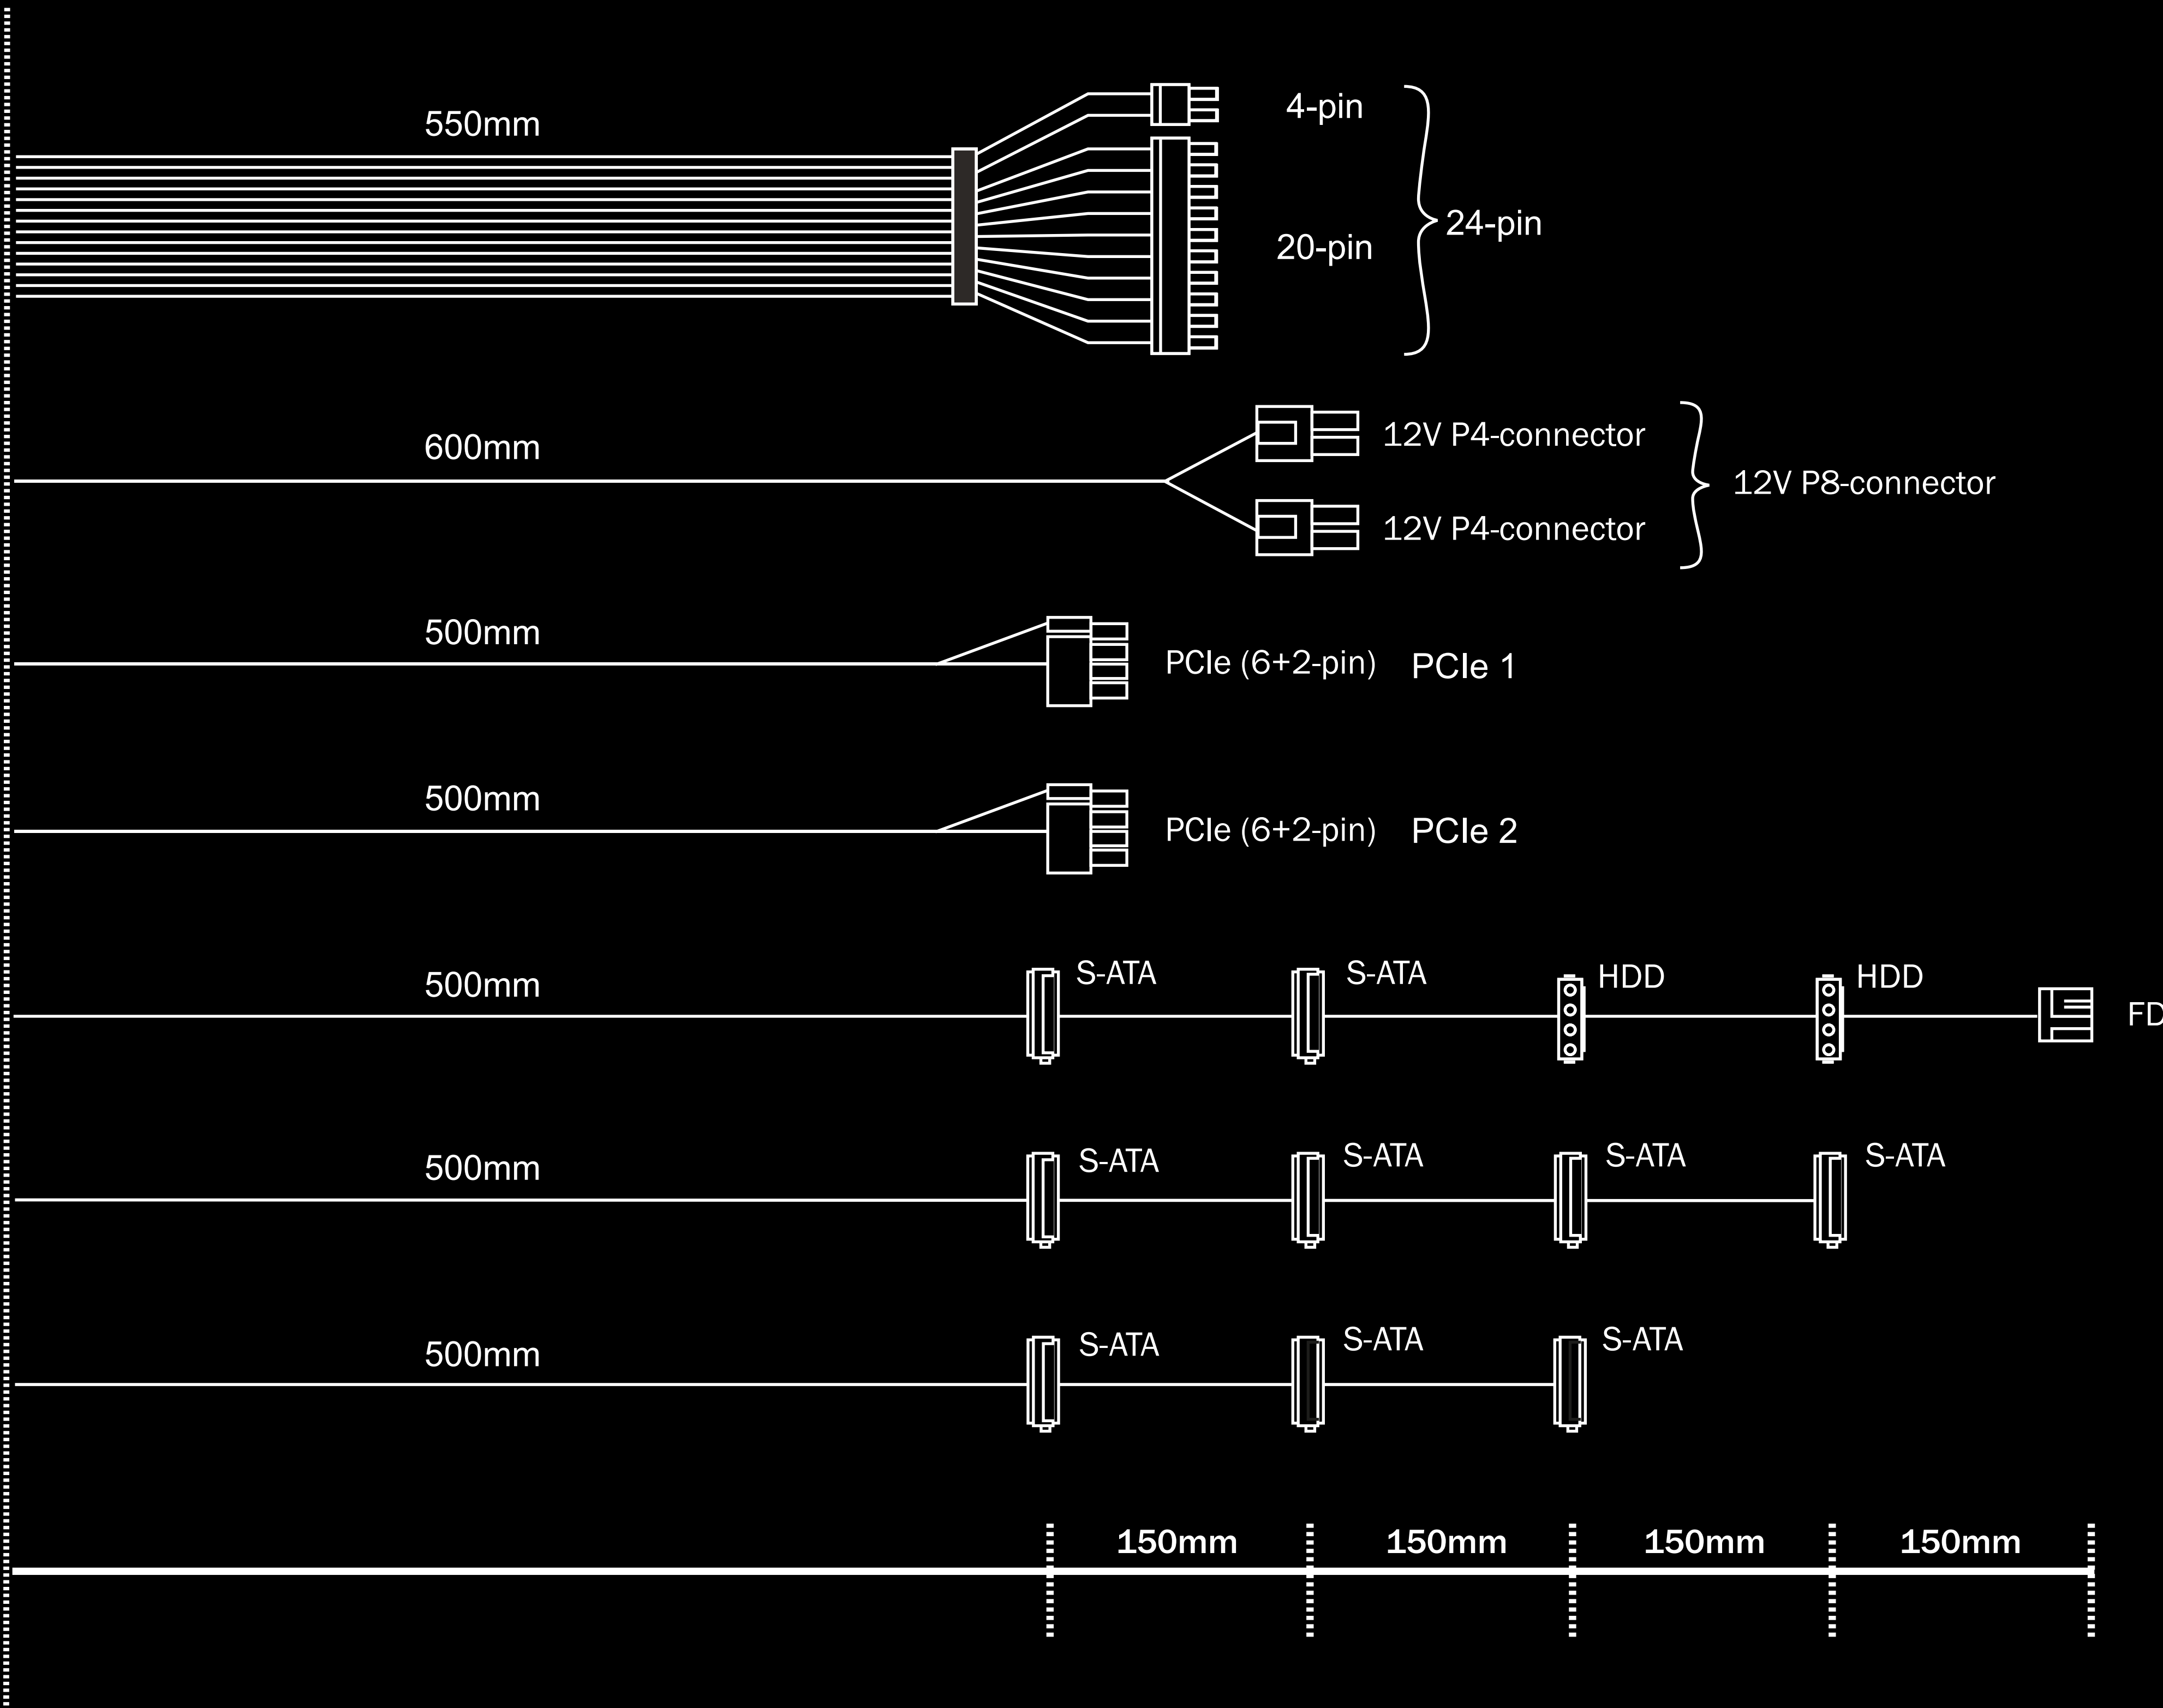 550mm
4-pin
20-pin
24-pin
600mm
12V P4-connector
12V P4-connector
12V P8-connector
500mm
PCIe (6+2-pin) PCIe 1
500mm
PCIe (6+2-pin) PCIe 2
500mm
S-ATA S-ATA HDD HDD FD
500mm
S-ATA S-ATA S-ATA S-ATA
500mm
S-ATA S-ATA S-ATA
150mm 150mm 150mm 150mm